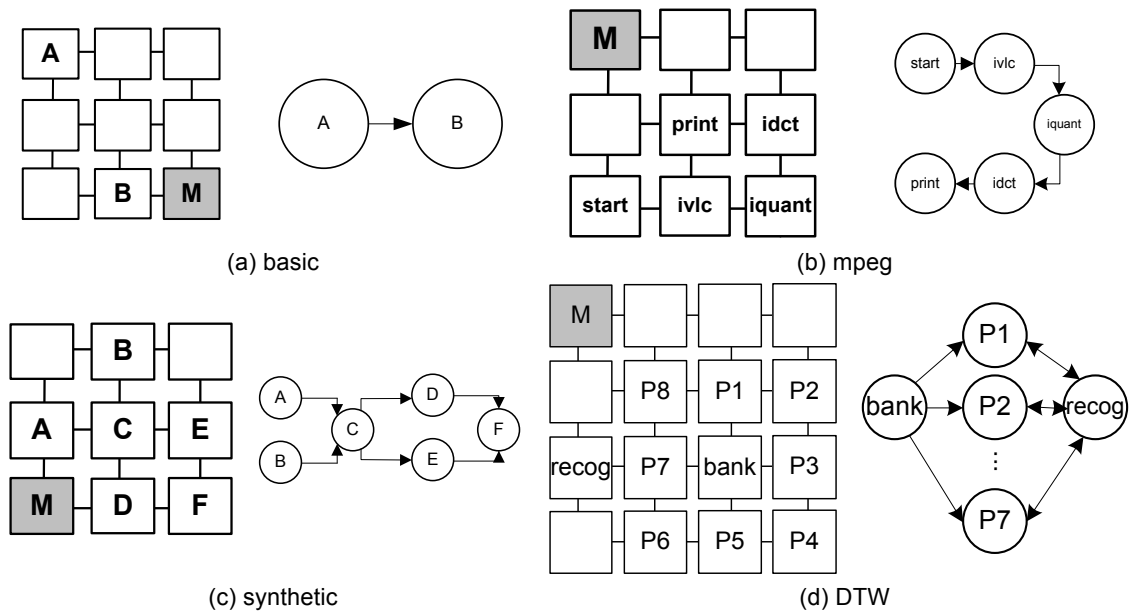 A
B M
A B
(a) basic
M
print idct
start ivlc iquant
start ivlc
iquant
print idct
(b) mpeg
B
A C E
M D F
A D
C F
B E
(c) synthetic
M
P8 P1 P2
recog P7 bank P3
P6 P5 P4
P1
bank P2 recog
⋮
P7
(d) DTW